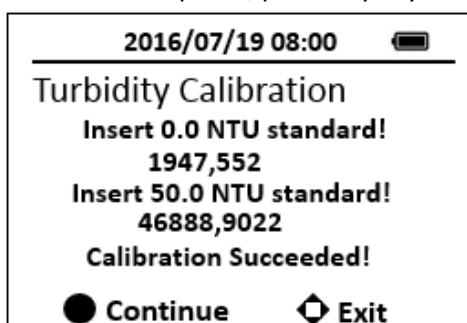 2016/07/19 08:00
Turbidity Calibration
Insert 0.0 NTU standard!
1947,552
Insert 50.0 NTU standard!
46888,9022
Calibration Succeeded!
Continue Exit